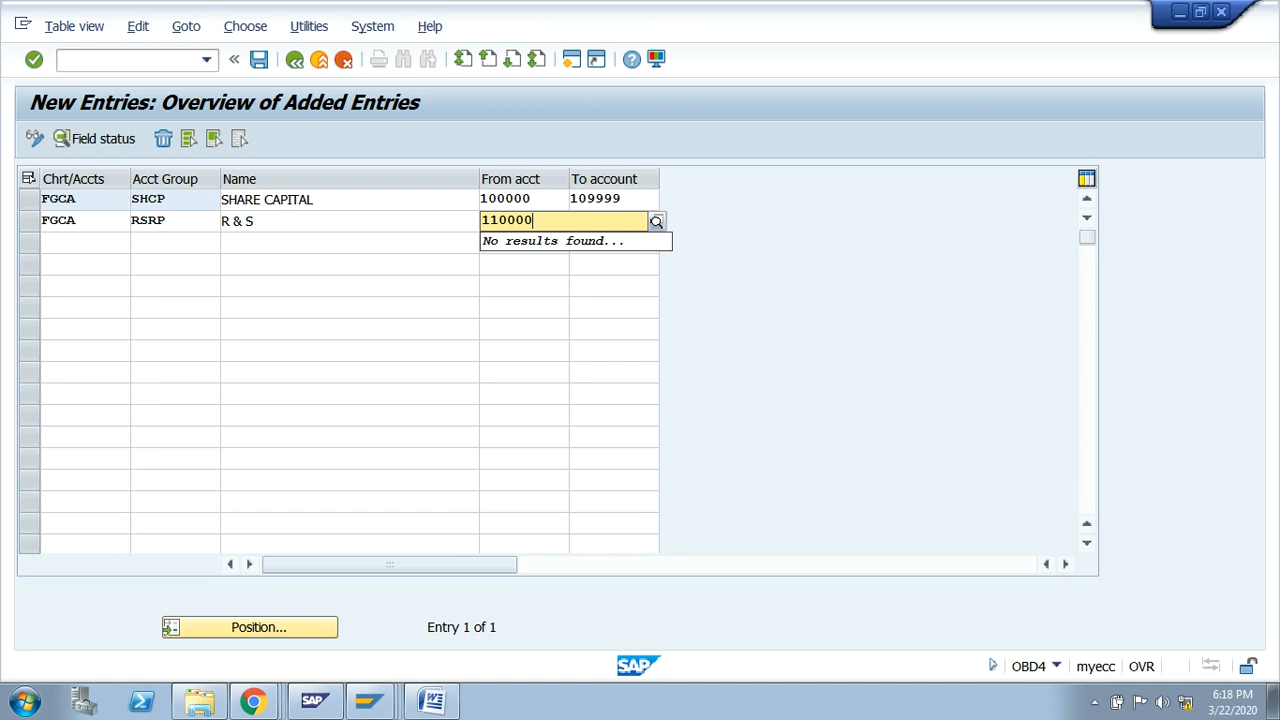 Table view Edit Goto Choose Utilities System Help
New Entries: Overview of Added Entries
Field status
Chrt/Accts Acct Group Name From acct To account
FGCA SHCP SHARE CAPITAL 100000 109999
FGCA RSRP R & S 110000
No results found...
Position... Entry 1 of 1
SAP OBD4 myecc OVR
SAP
6:18 PM
3/22/2020